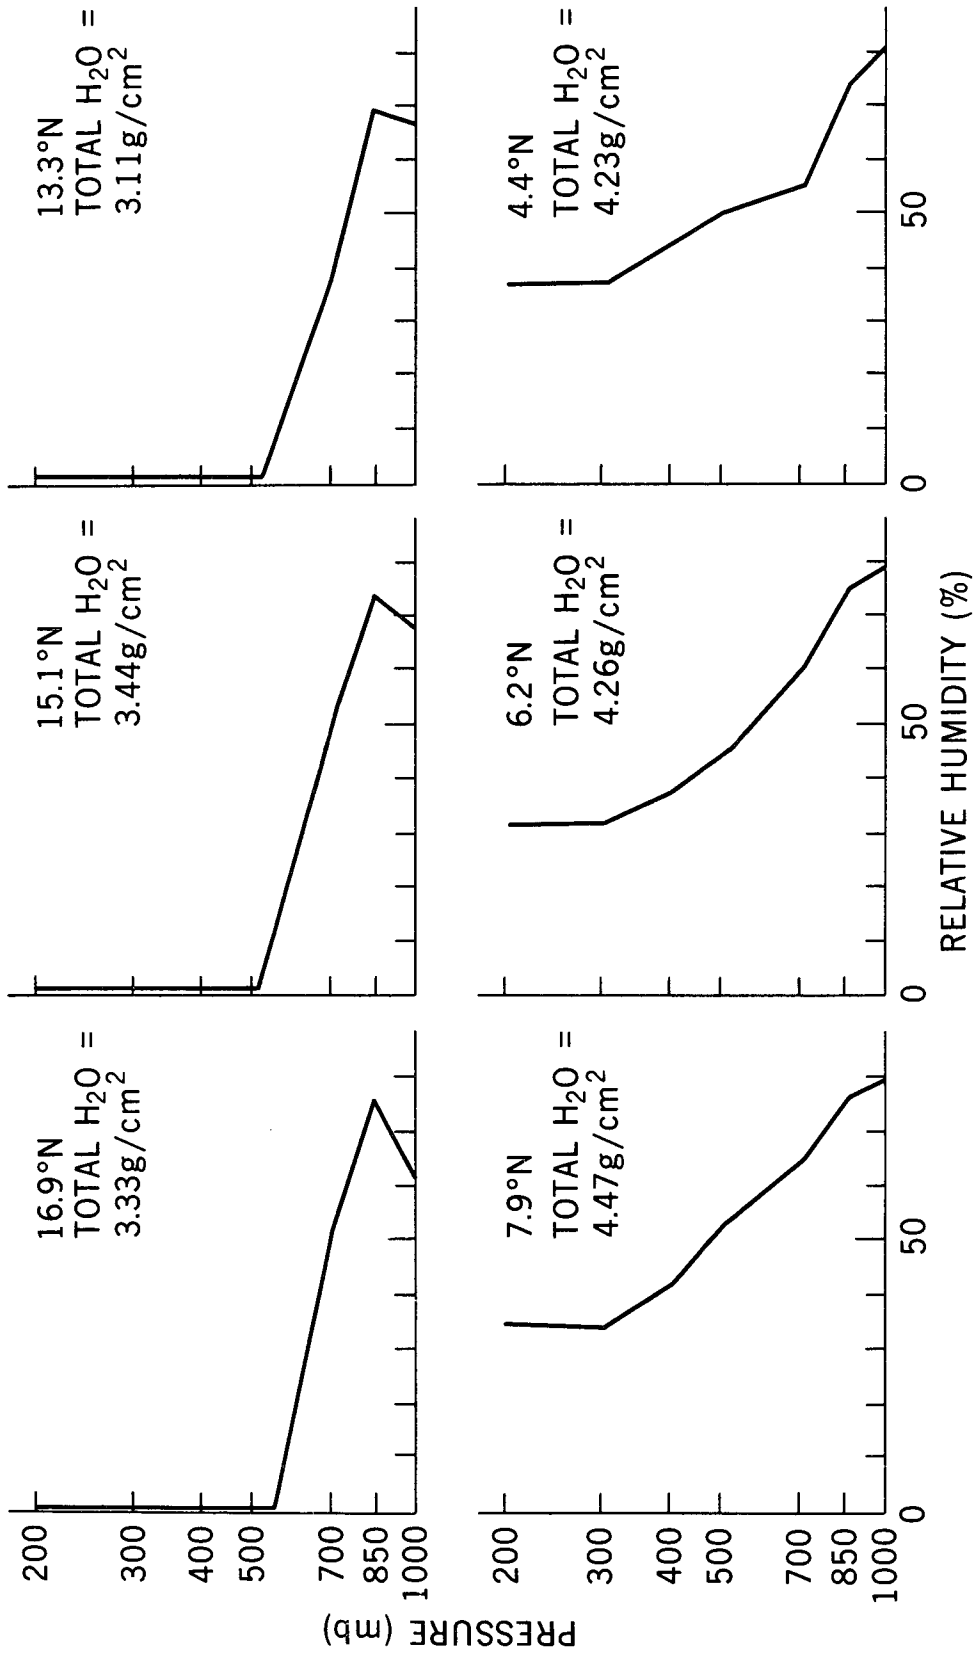 16.9°N
TOTAL H₂O =
3.33g/cm²
15.1°N
TOTAL H₂O =
3.44g/cm²
13.3°N
TOTAL H₂O =
3.11g/cm²
200
300
400
500
700
850
1000
7.9°N
TOTAL H₂O =
4.47g/cm²
6.2°N
TOTAL H₂O =
4.26g/cm²
4.4°N
TOTAL H₂O =
4.23g/cm²
200
300
400
500
700
850
1000
PRESSURE (mb)
0
50
0
50
0
50
RELATIVE HUMIDITY (%)